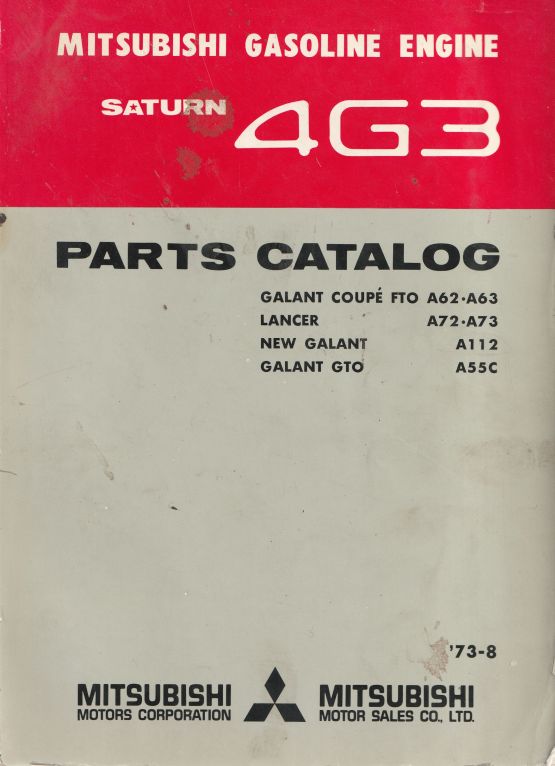 MITSUBISHI GASOLINE ENGINE
SATURN 4G3
PARTS CATALOG
GALANT COUPÉ FTO A62·A63
LANCER A72·A73
NEW GALANT A112
GALANT GTO A55C
'73-8
MITSUBISHI MITSUBISHI
MOTORS CORPORATION MOTOR SALES CO., LTD.